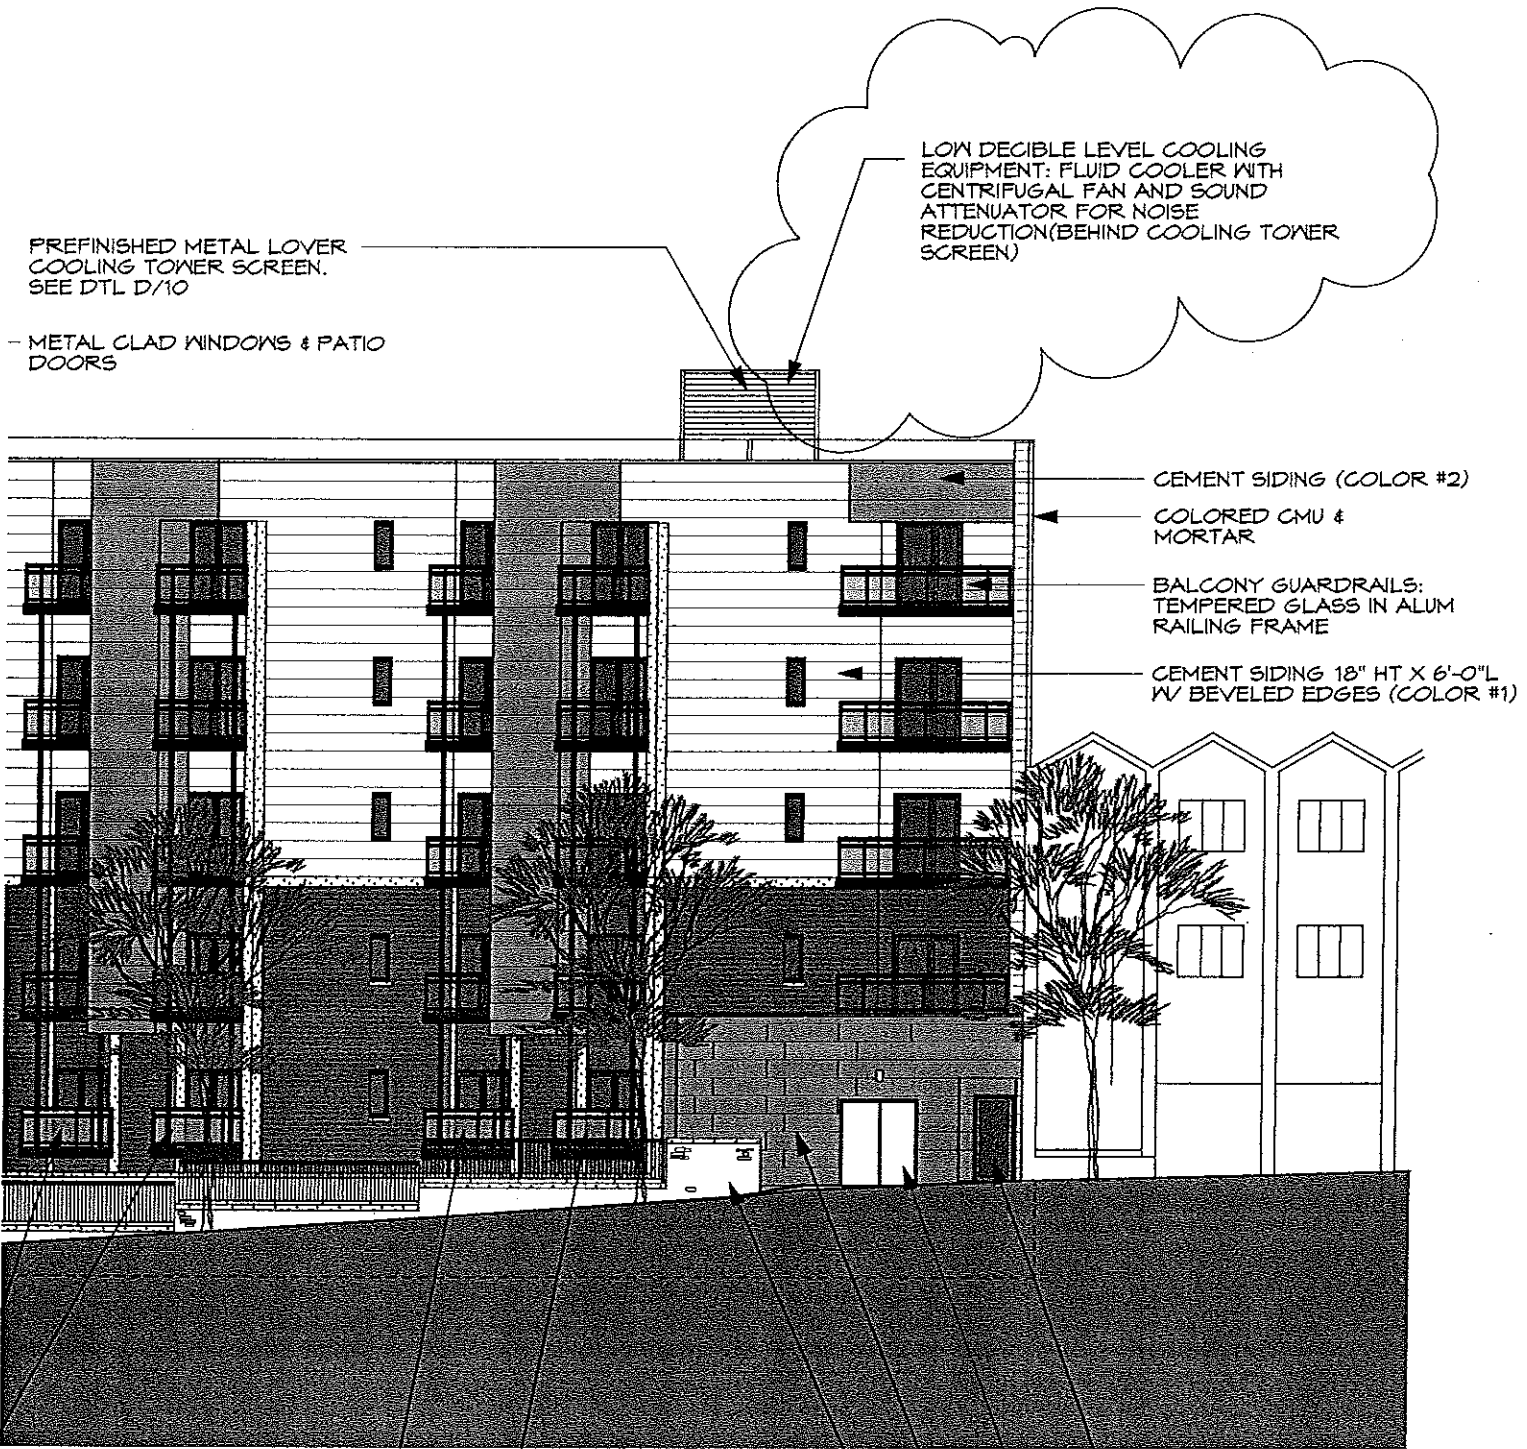 LOW DECIBLE LEVEL COOLING
EQUIPMENT: FLUID COOLER WITH
CENTRIFUGAL FAN AND SOUND
ATTENUATOR FOR NOISE
REDUCTION(BEHIND COOLING TOWER
SCREEN)
PREFINISHED METAL LOVER
COOLING TOWER SCREEN.
SEE DTL D/10
METAL CLAD WINDOWS & PATIO
DOORS
CEMENT SIDING (COLOR #2)
COLORED CMU &
MORTAR
BALCONY GUARDRAILS:
TEMPERED GLASS IN ALUM
RAILING FRAME
CEMENT SIDING 18" HT X 6'-0"L
W/ BEVELED EDGES (COLOR #1)